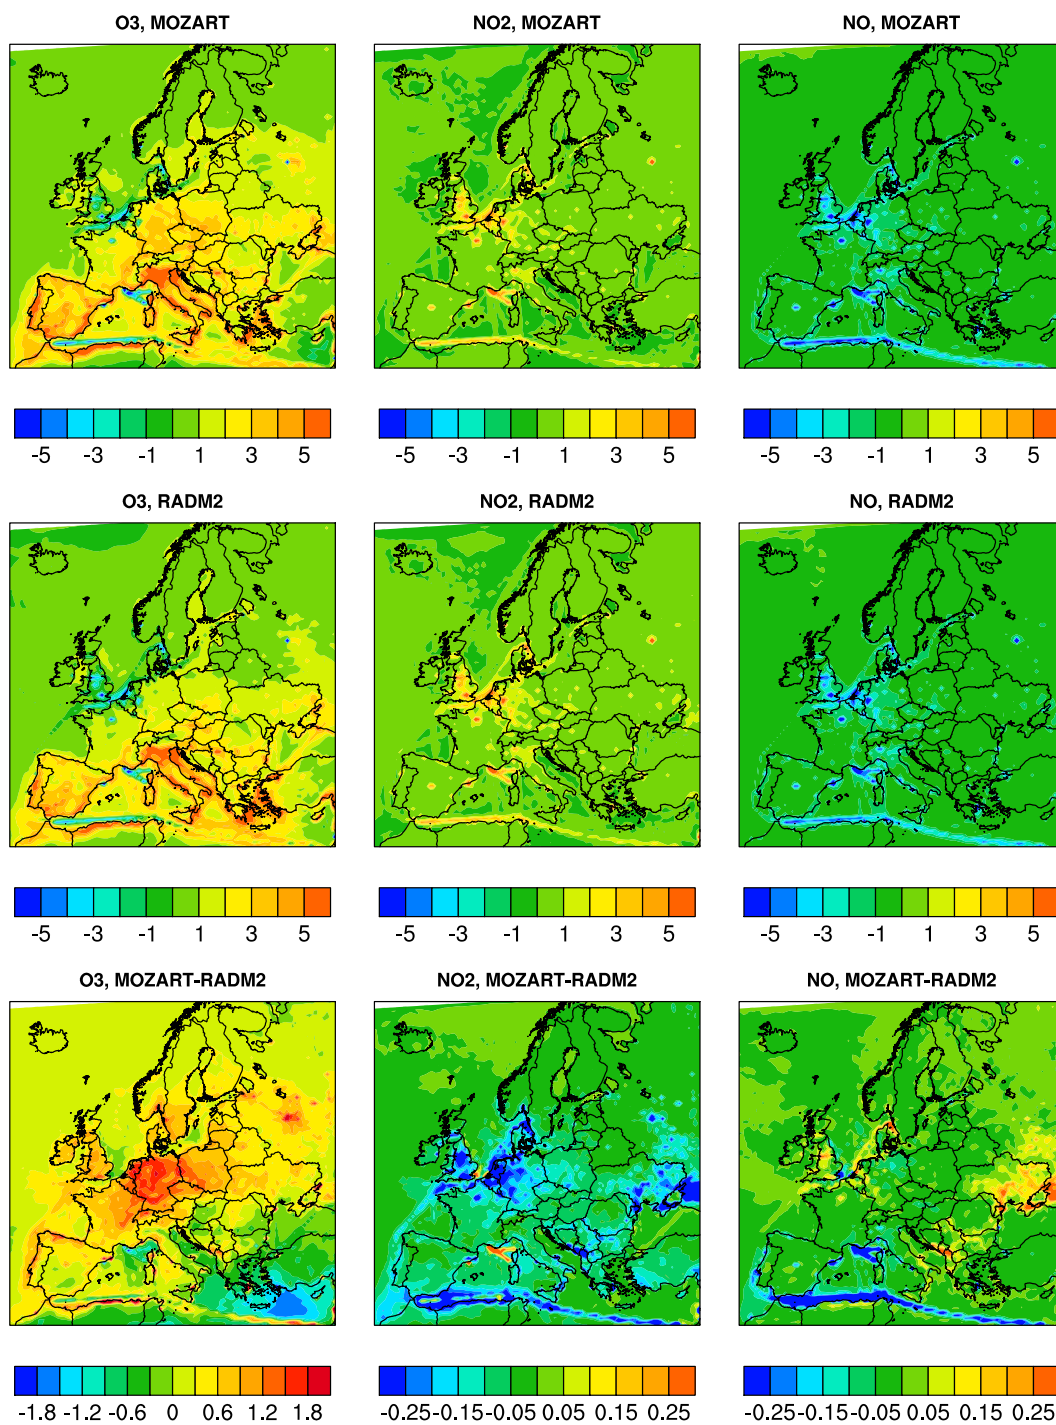 O3, MOZART NO2, MOZART NO, MOZART
-5 -3 -1 1 3 5 -5 -3 -1 1 3 5 -5 -3 -1 1 3 5
O3, RADM2 NO2, RADM2 NO, RADM2
-5 -3 -1 1 3 5 -5 -3 -1 1 3 5 -5 -3 -1 1 3 5
O3, MOZART-RADM2 NO2, MOZART-RADM2 NO, MOZART-RADM2
-1.8 -1.2 -0.6 0 0.6 1.2 1.8 -0.25 -0.15 -0.05 0.05 0.15 0.25 -0.25 -0.15 -0.05 0.05 0.15 0.25